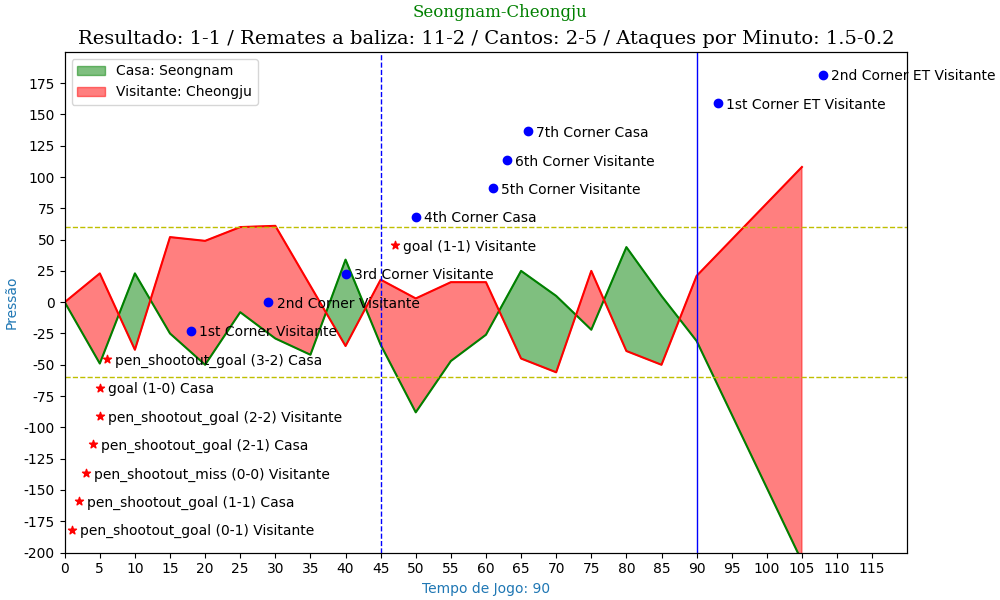 Seongnam-Cheongju
Resultado: 1-1 / Remates a baliza: 11-2 / Cantos: 2-5 / Ataques por Minuto: 1.5-0.2
Casa: Seongnam
Visitante: Cheongju
2nd Corner ET Visitante
1st Corner ET Visitante
7th Corner Casa
6th Corner Visitante
5th Corner Visitante
4th Corner Casa
goal (1-1) Visitante
3rd Corner Visitante
2nd Corner Visitante
1st Corner Visitante
pen_shootout_goal (3-2) Casa
goal (1-0) Casa
pen_shootout_goal (2-2) Visitante
pen_shootout_goal (2-1) Casa
pen_shootout_miss (0-0) Visitante
pen_shootout_goal (1-1) Casa
pen_shootout_goal (0-1) Visitante
Pressão
175
150
125
100
75
50
25
0
-25
-50
-75
-100
-125
-150
-175
-200
0 5 10 15 20 25 30 35 40 45 50 55 60 65 70 75 80 85 90 95 100 105 110 115
Tempo de Jogo: 90